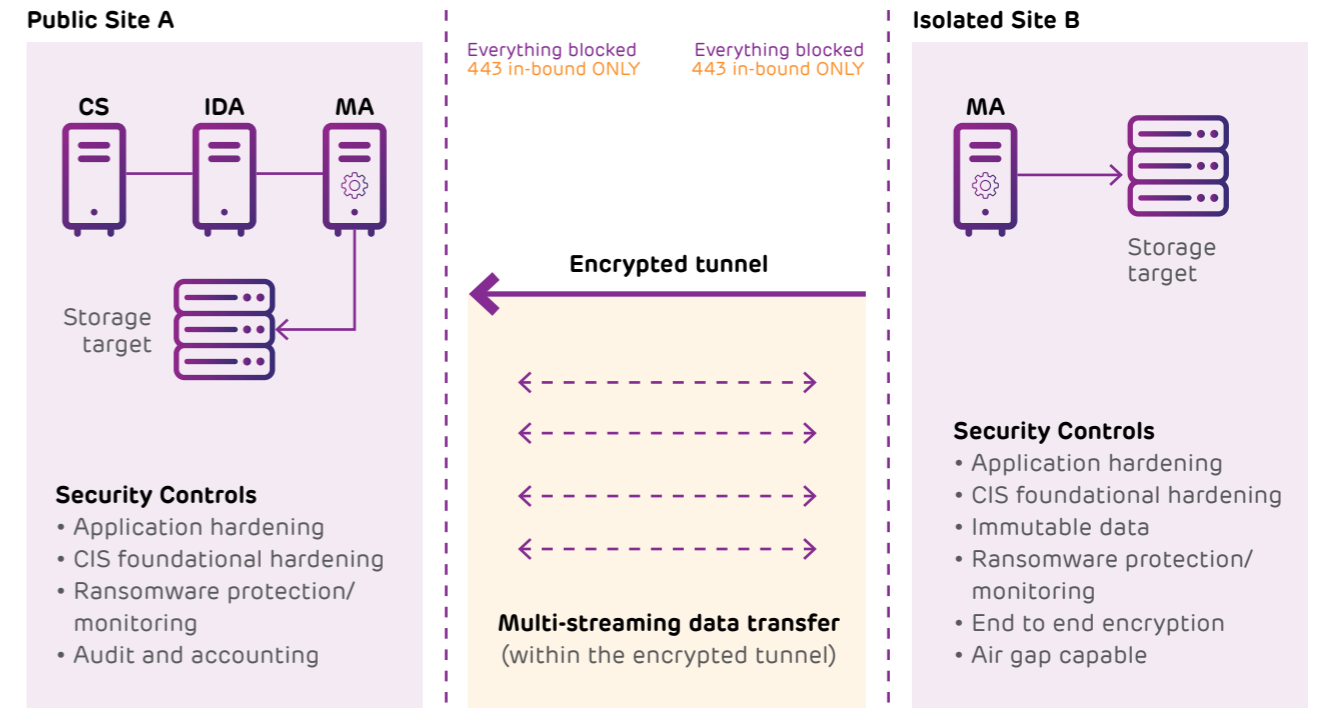 Public Site A
CS
IDA
MA
Storage
target
Security Controls
• Application hardening
• CIS foundational hardening
• Ransomware protection/
monitoring
• Audit and accounting
Everything blocked
443 in-bound ONLY
Everything blocked
443 in-bound ONLY
Encrypted tunnel
Multi-streaming data transfer
(within the encrypted tunnel)
Isolated Site B
MA
Storage
target
Security Controls
• Application hardening
• CIS foundational hardening
• Immutable data
• Ransomware protection/
monitoring
• End to end encryption
• Air gap capable